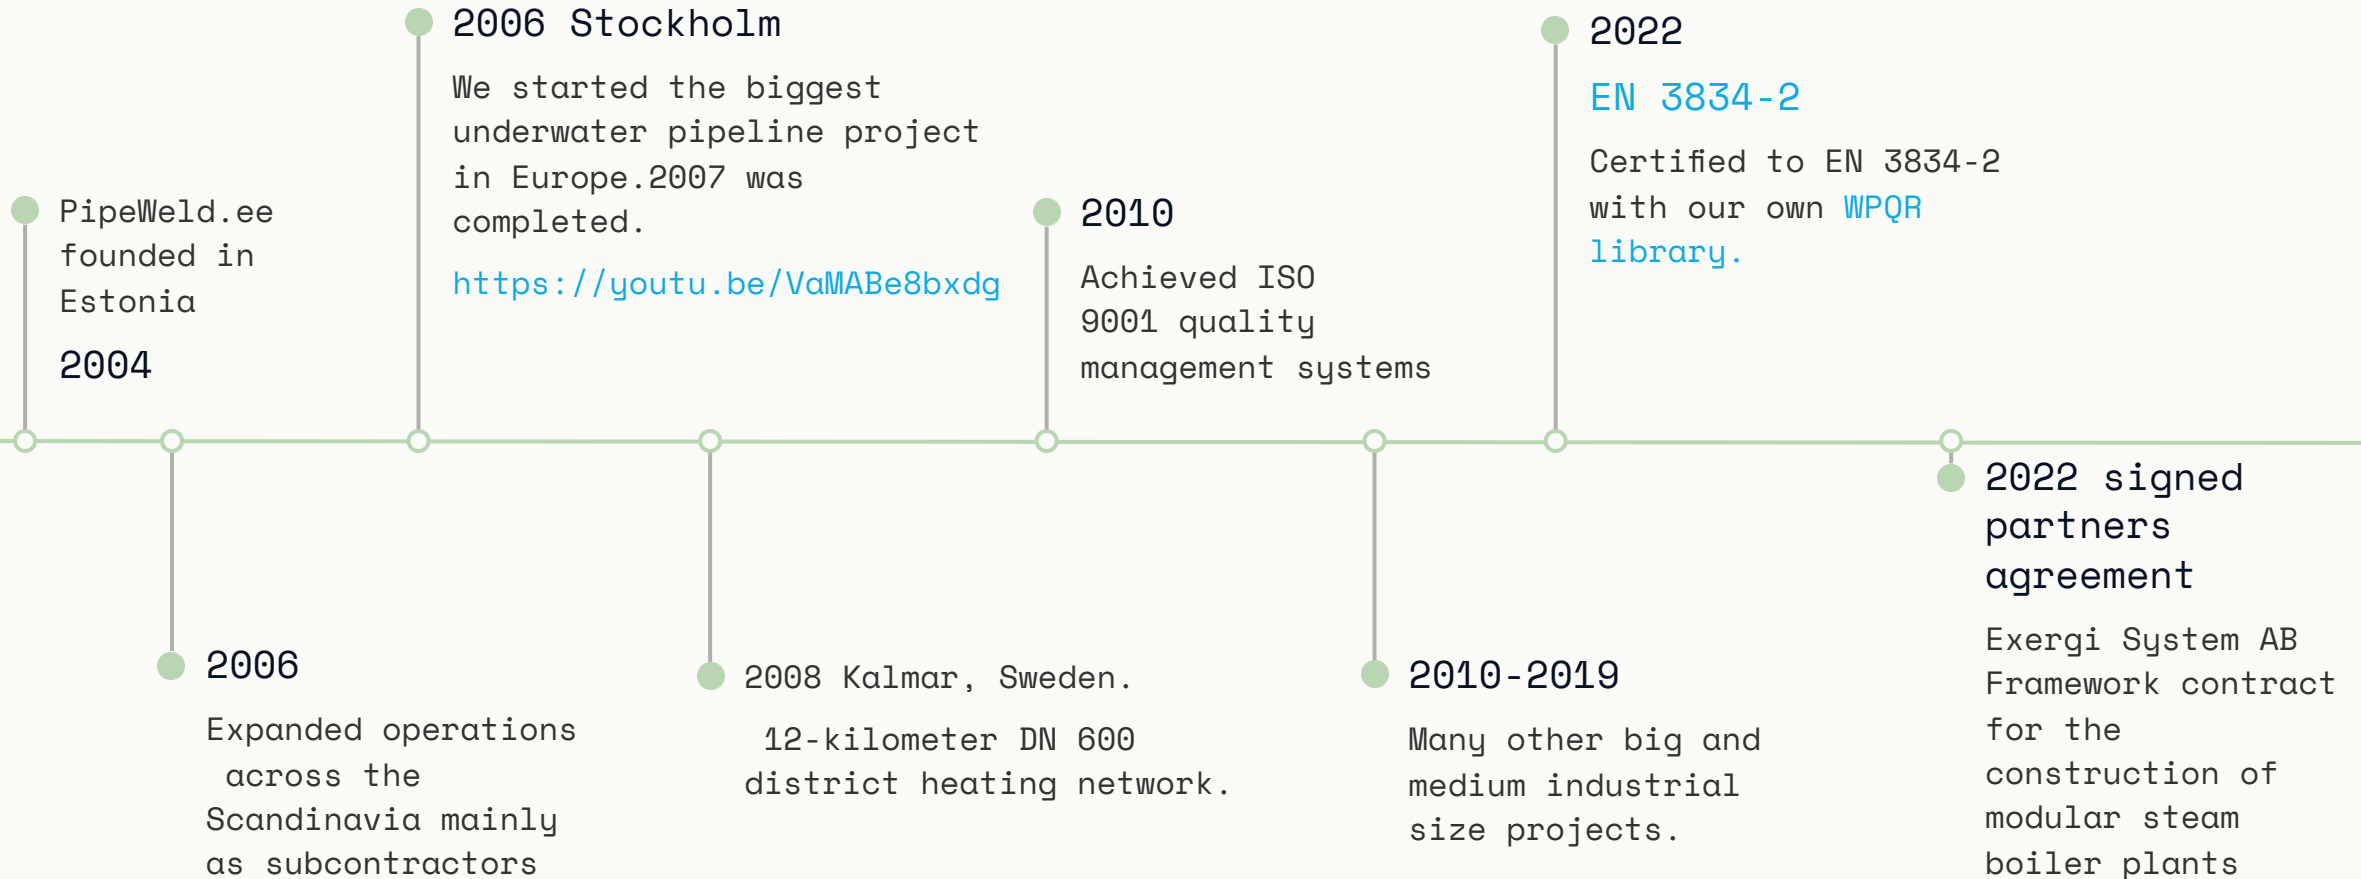 PipeWeld.ee
founded in
Estonia
2004
2006
Expanded operations
across the
Scandinavia mainly
as subcontractors
2006 Stockholm
We started the biggest
underwater pipeline project
in Europe.2007 was
completed.
https://youtu.be/VaMABe8bxdg
2008 Kalmar, Sweden.
12-kilometer DN 600
district heating network.
2010
Achieved ISO
9001 quality
management systems
2010-2019
Many other big and
medium industrial
size projects.
2022
EN 3834-2
Certified to EN 3834-2
with our own WPQR
library.
2022 signed
partners
agreement
Exergi System AB
Framework contract
for the
construction of
modular steam
boiler plants